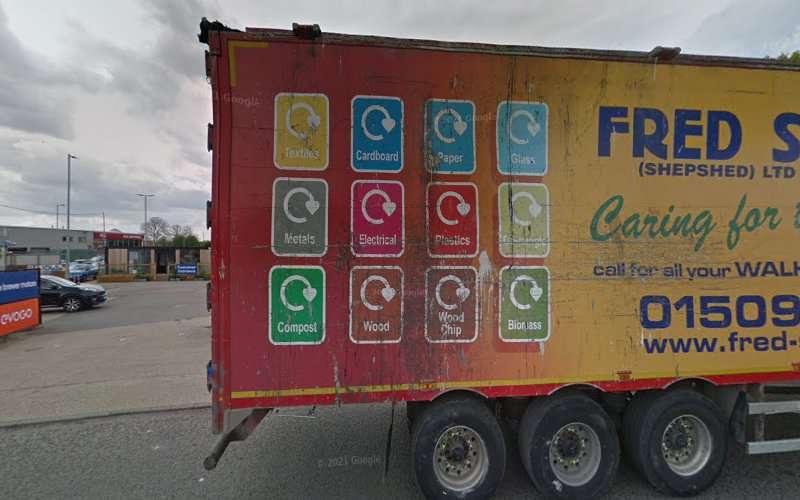 Textiles
Cardboard
Paper
Glass
Metals
Electrical
Plastics
Compost
Wood
Wood
Chip
Biomass
FRED S
(SHEPSHED) LTD
Caring for
call for all your WALK
01509
www.fred-
evogo
© 2021 Google